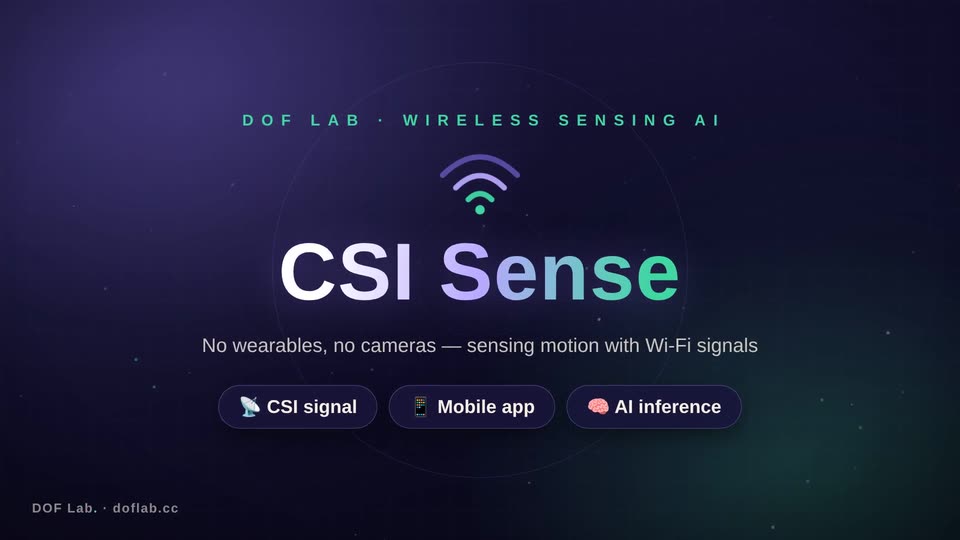 DOF LAB · WIRELESS SENSING AI
CSI Sense
No wearables, no cameras — sensing motion with Wi-Fi signals
📡 CSI signal 📱 Mobile app 🧠 AI inference
DOF Lab. · doflab.cc